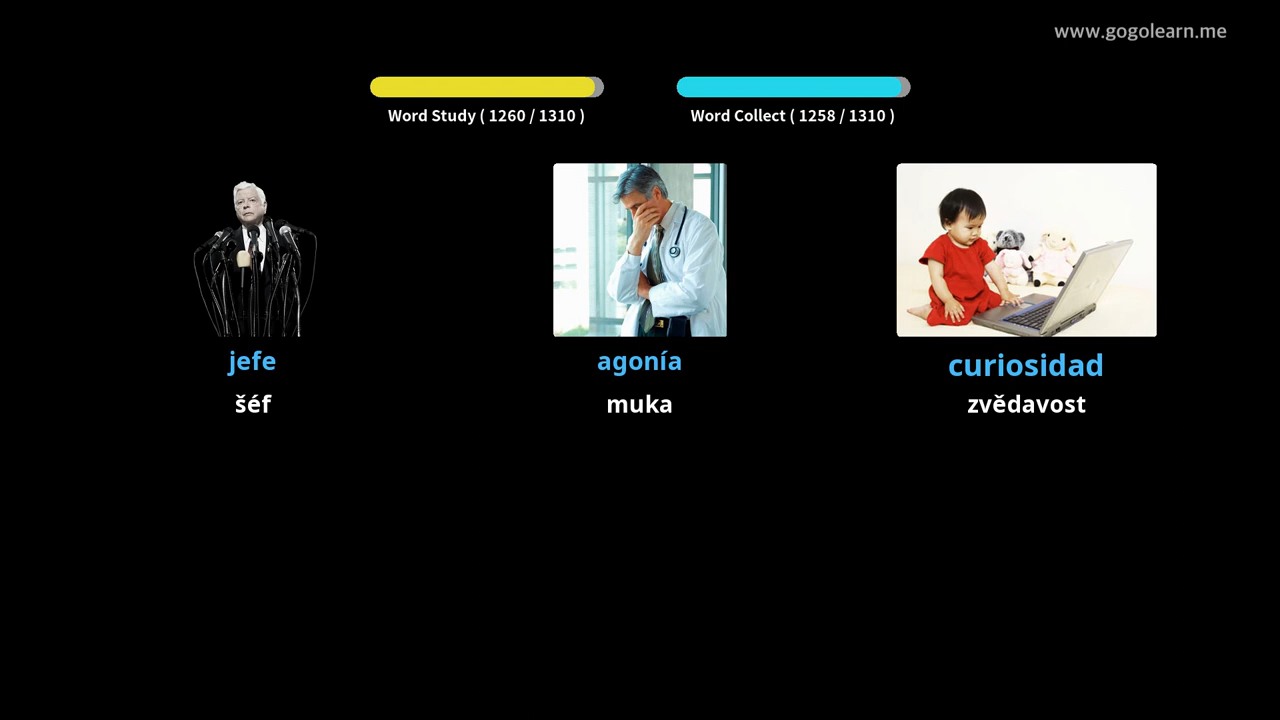 www.gogolearn.me
Word Study ( 1260 / 1310 )
Word Collect ( 1258 / 1310 )
jefe
agonía
curiosidad
šéf
muka
zvědavost